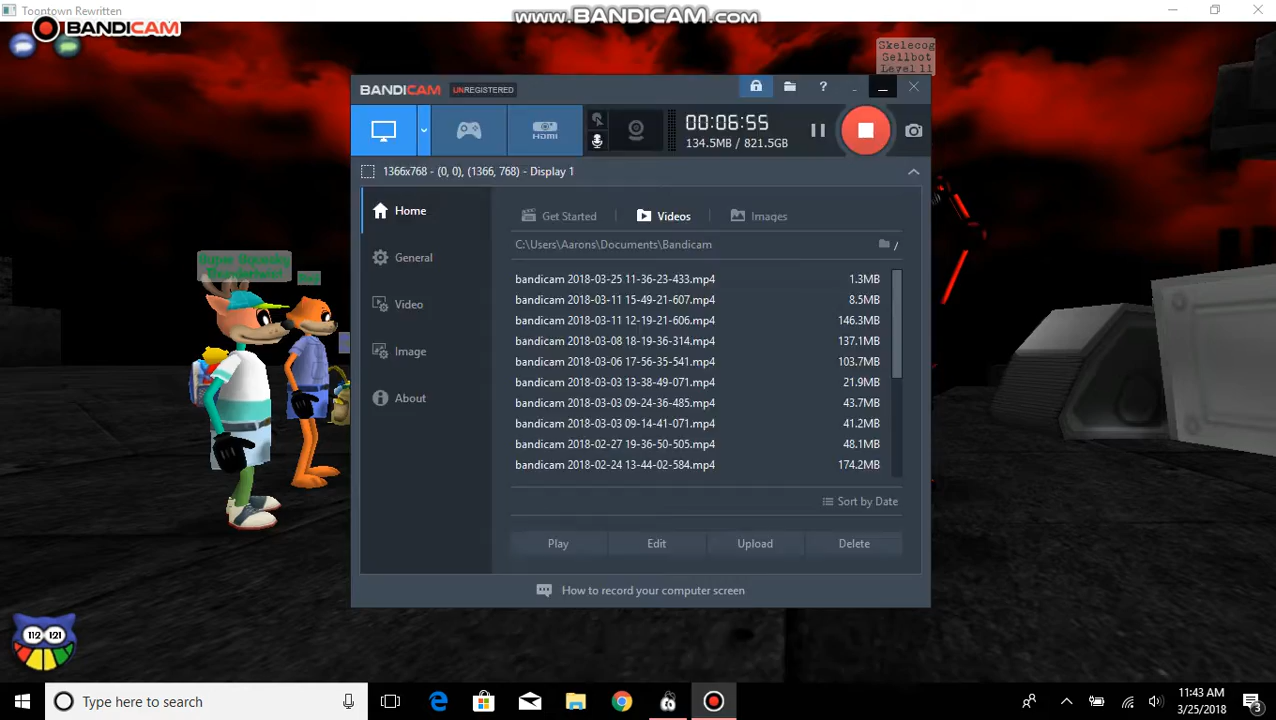 Toontown Rewritten
www.BANDICAM.com
BANDICAM
Skelecog
Sellbot
Level 11
BANDICAM UNREGISTERED
?
HDMI
00:06:55
134.5MB / 821.5GB
1366x768 - (0, 0), (1366, 768) - Display 1
Home
General
Video
Image
About
Get Started
Videos
Images
C:\Users\Aarons\Documents\Bandicam
/
bandicam 2018-03-25 11-36-23-433.mp4 1.3MB
bandicam 2018-03-11 15-49-21-607.mp4 8.5MB
bandicam 2018-03-11 12-19-21-606.mp4 146.3MB
bandicam 2018-03-08 18-19-36-314.mp4 137.1MB
bandicam 2018-03-06 17-56-35-541.mp4 103.7MB
bandicam 2018-03-03 13-38-49-071.mp4 21.9MB
bandicam 2018-03-03 09-24-36-485.mp4 43.7MB
bandicam 2018-03-03 09-14-41-071.mp4 41.2MB
bandicam 2018-02-27 19-36-50-505.mp4 48.1MB
bandicam 2018-02-24 13-44-02-584.mp4 174.2MB
Sort by Date
Play Edit Upload Delete
How to record your computer screen
112 121
Type here to search
11:43 AM
3/25/2018
3